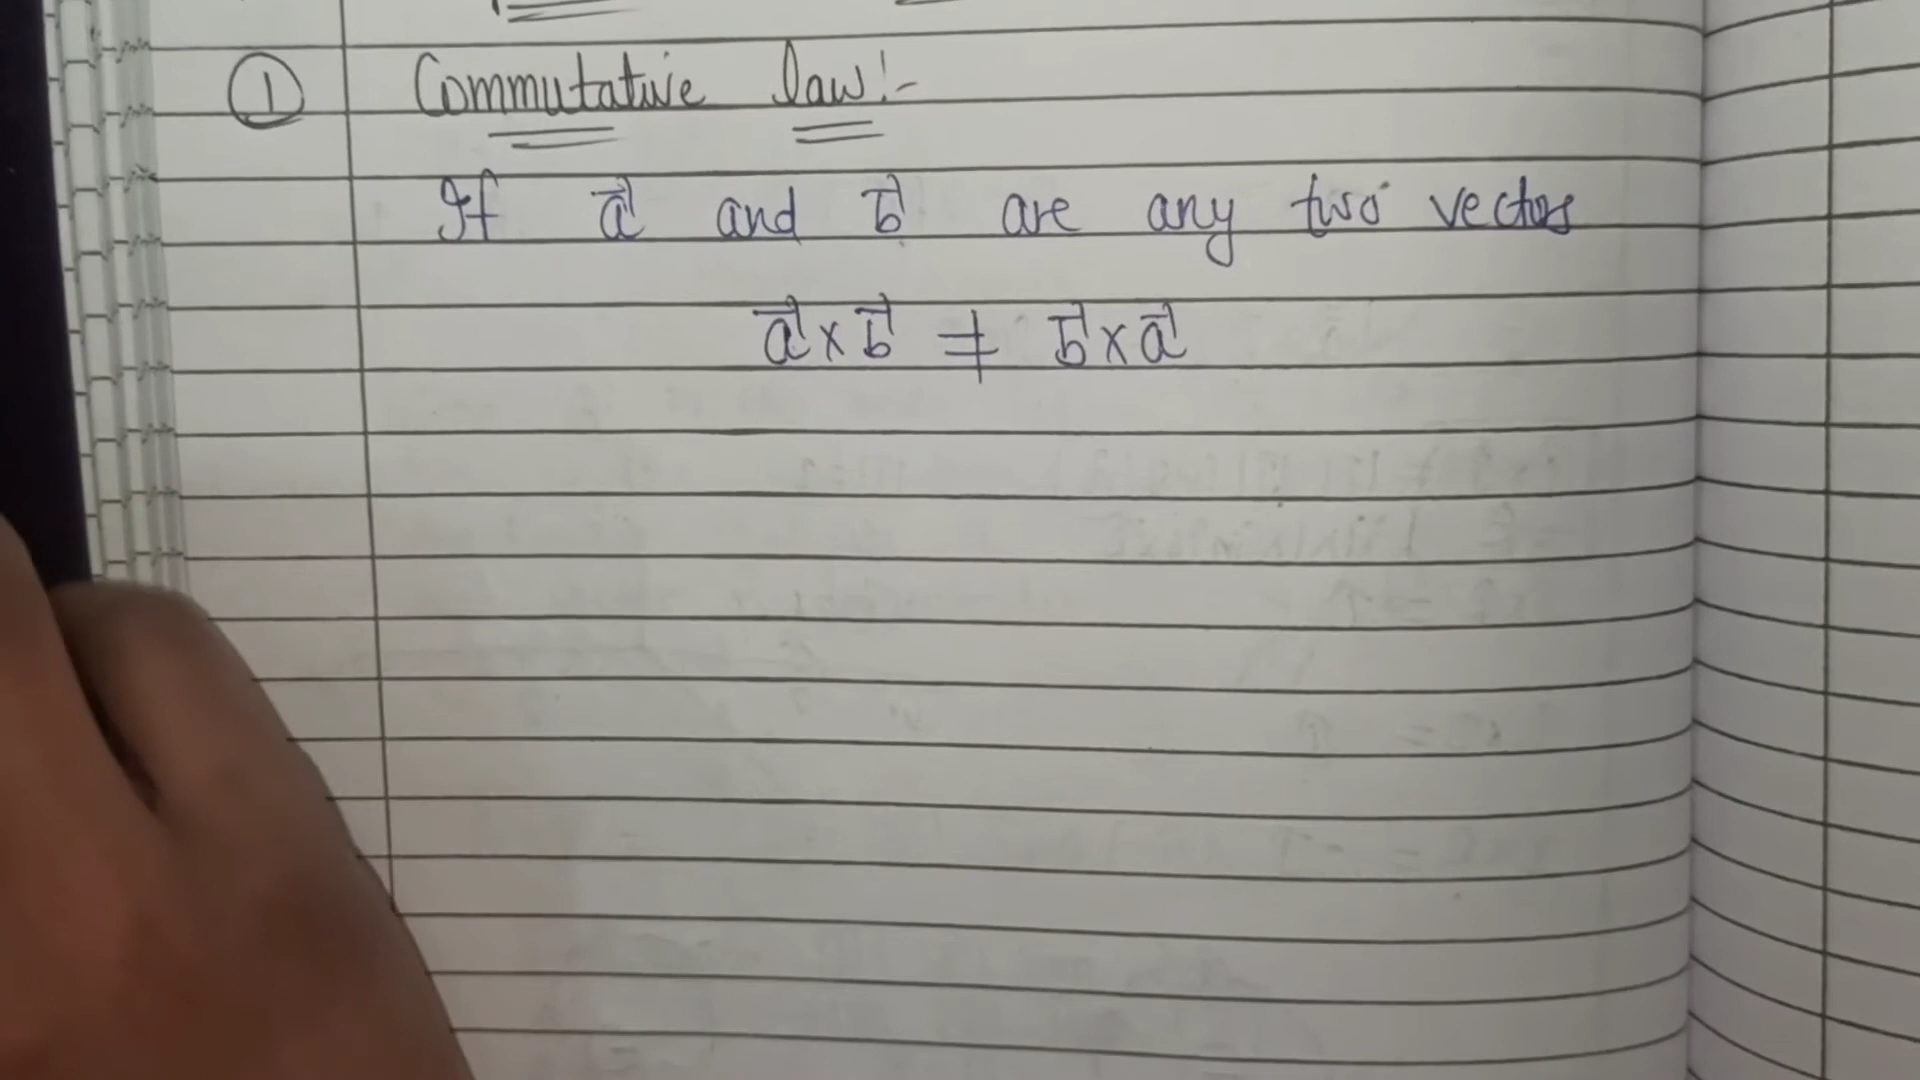 ① Commutative law:-
If a⃗ and b⃗ are any two vectors
a⃗ × b⃗ ≠ b⃗ × a⃗